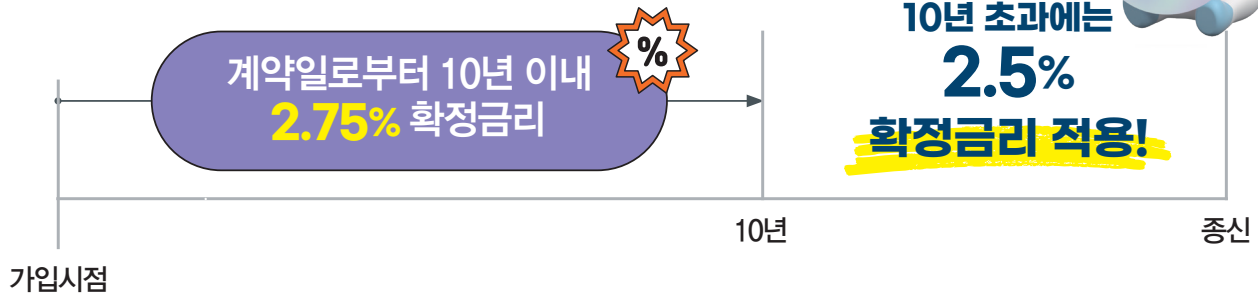 계약일로부터 10년 이내
2.75% 확정금리
%
10년 초과에는
2.5%
확정금리 적용!
10년
종신
가입시점